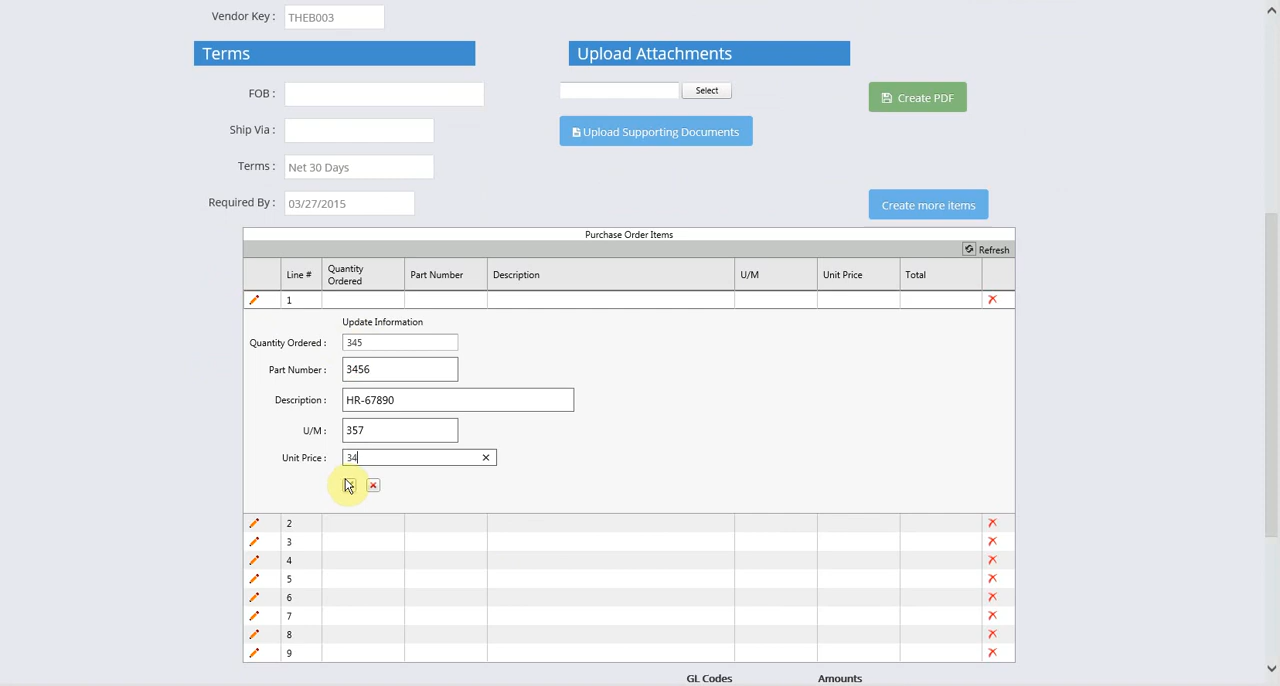 Vendor Key : THEB003
Terms Upload Attachments
FOB : Select Create PDF
Ship Via : Upload Supporting Documents
Terms : Net 30 Days
Required By : 03/27/2015 Create more items
Purchase Order Items
Refresh
Line # Quantity Ordered Part Number Description U/M Unit Price Total
1
Update Information
Quantity Ordered : 345
Part Number : 3456
Description : HR-67890
U/M : 357
Unit Price : 34
2
3
4
5
6
7
8
9
GL Codes Amounts